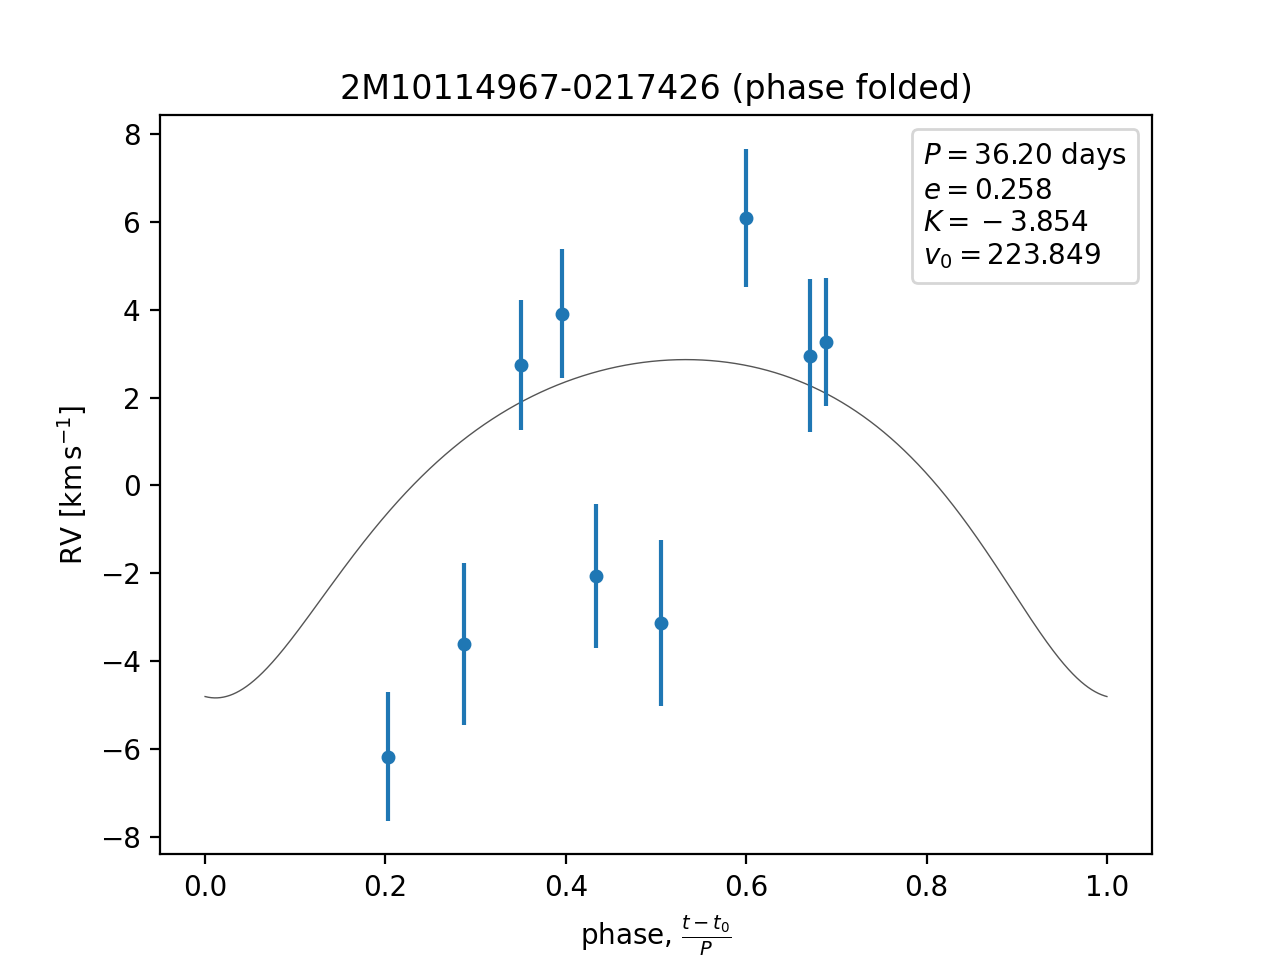 2M10114967-0217426 (phase folded)
P = 36.20 days
e = 0.258
K = −3.854
v₀ = 223.849
8
6
4
2
0
−2
−4
−6
−8
RV [km s⁻¹]
0.0 0.2 0.4 0.6 0.8 1.0
phase, (t − t₀)/P